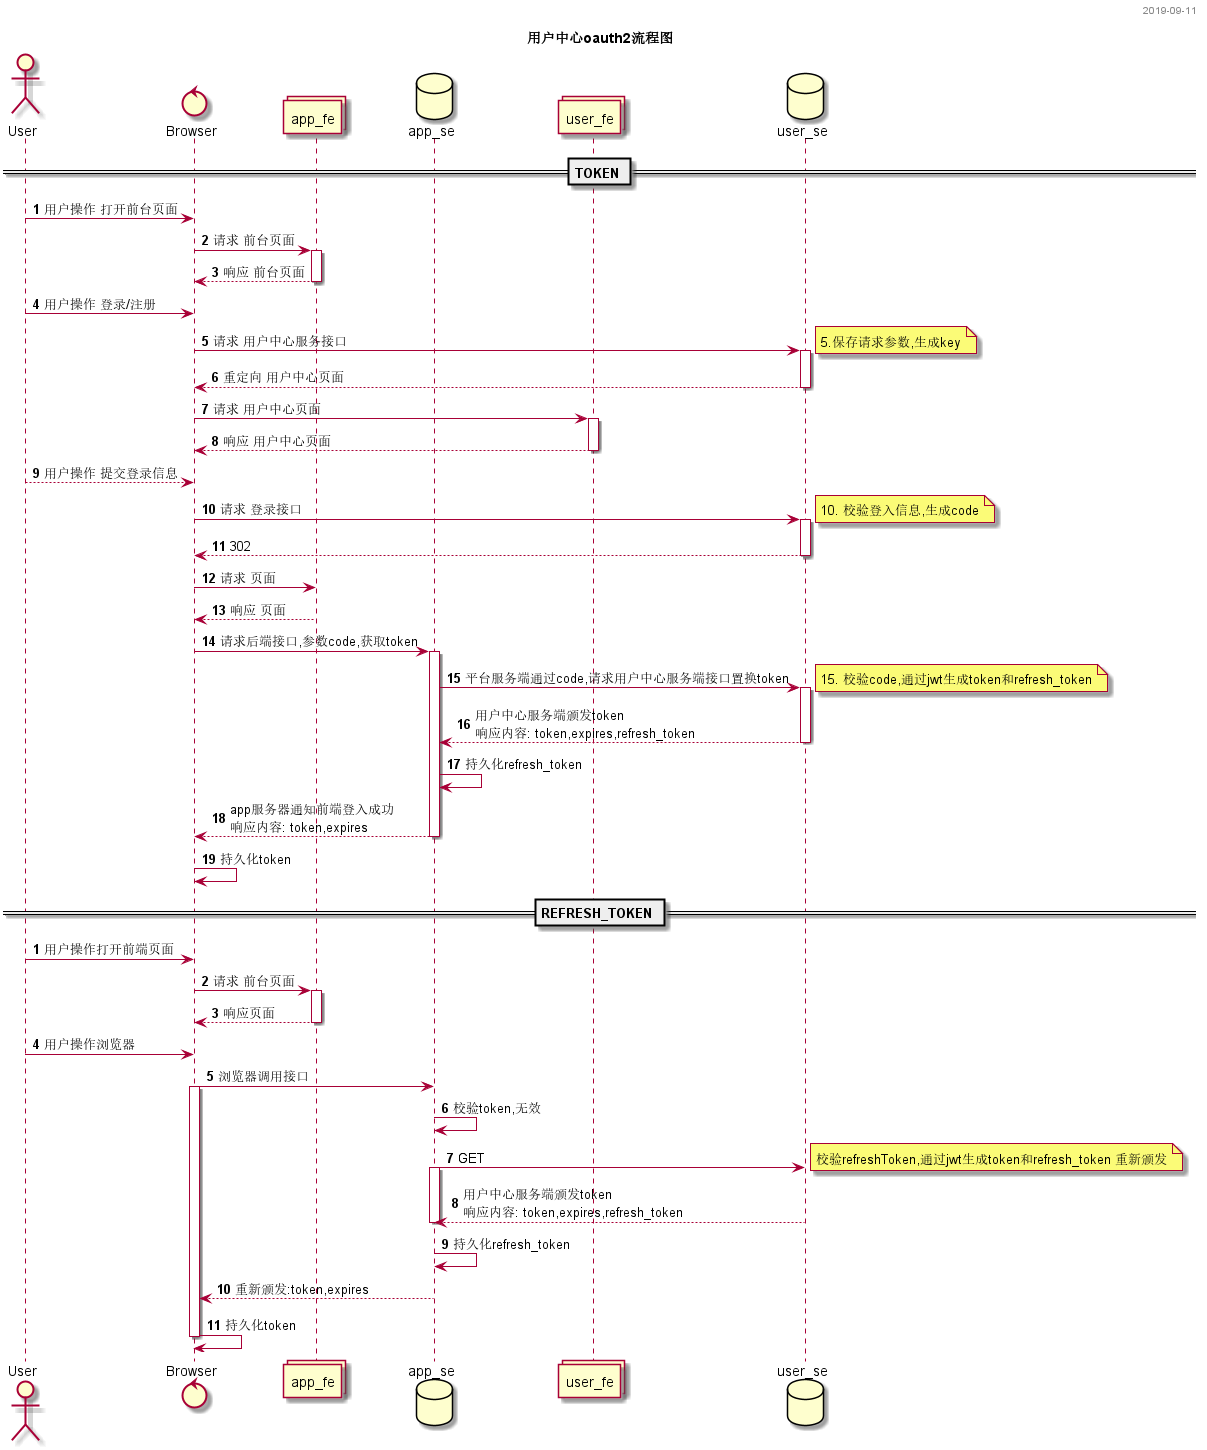 2019-09-11
用户中心oauth2流程图
User
Browser
app_fe
app_se
user_fe
user_se
TOKEN
1 用户操作 打开前台页面
2 请求 前台页面
3 响应 前台页面
4 用户操作 登录/注册
5 请求 用户中心服务接口
5.保存请求参数,生成key
6 重定向 用户中心页面
7 请求 用户中心页面
8 响应 用户中心页面
9 用户操作 提交登录信息
10 请求 登录接口
10. 校验登入信息,生成code
11 302
12 请求 页面
13 响应 页面
14 请求后端接口,参数code,获取token
15 平台服务端通过code,请求用户中心服务端接口置换token
15. 校验code,通过jwt生成token和refresh_token
16 用户中心服务端颁发token
响应内容: token,expires,refresh_token
17 持久化refresh_token
18 app服务器通知前端登入成功
响应内容: token,expires
19 持久化token
REFRESH_TOKEN
1 用户操作打开前端页面
2 请求 前台页面
3 响应页面
4 用户操作浏览器
5 浏览器调用接口
6 校验token,无效
7 GET
校验refreshToken,通过jwt生成token和refresh_token 重新颁发
8 用户中心服务端颁发token
响应内容: token,expires,refresh_token
9 持久化refresh_token
10 重新颁发:token,expires
11 持久化token
User
Browser
app_fe
app_se
user_fe
user_se